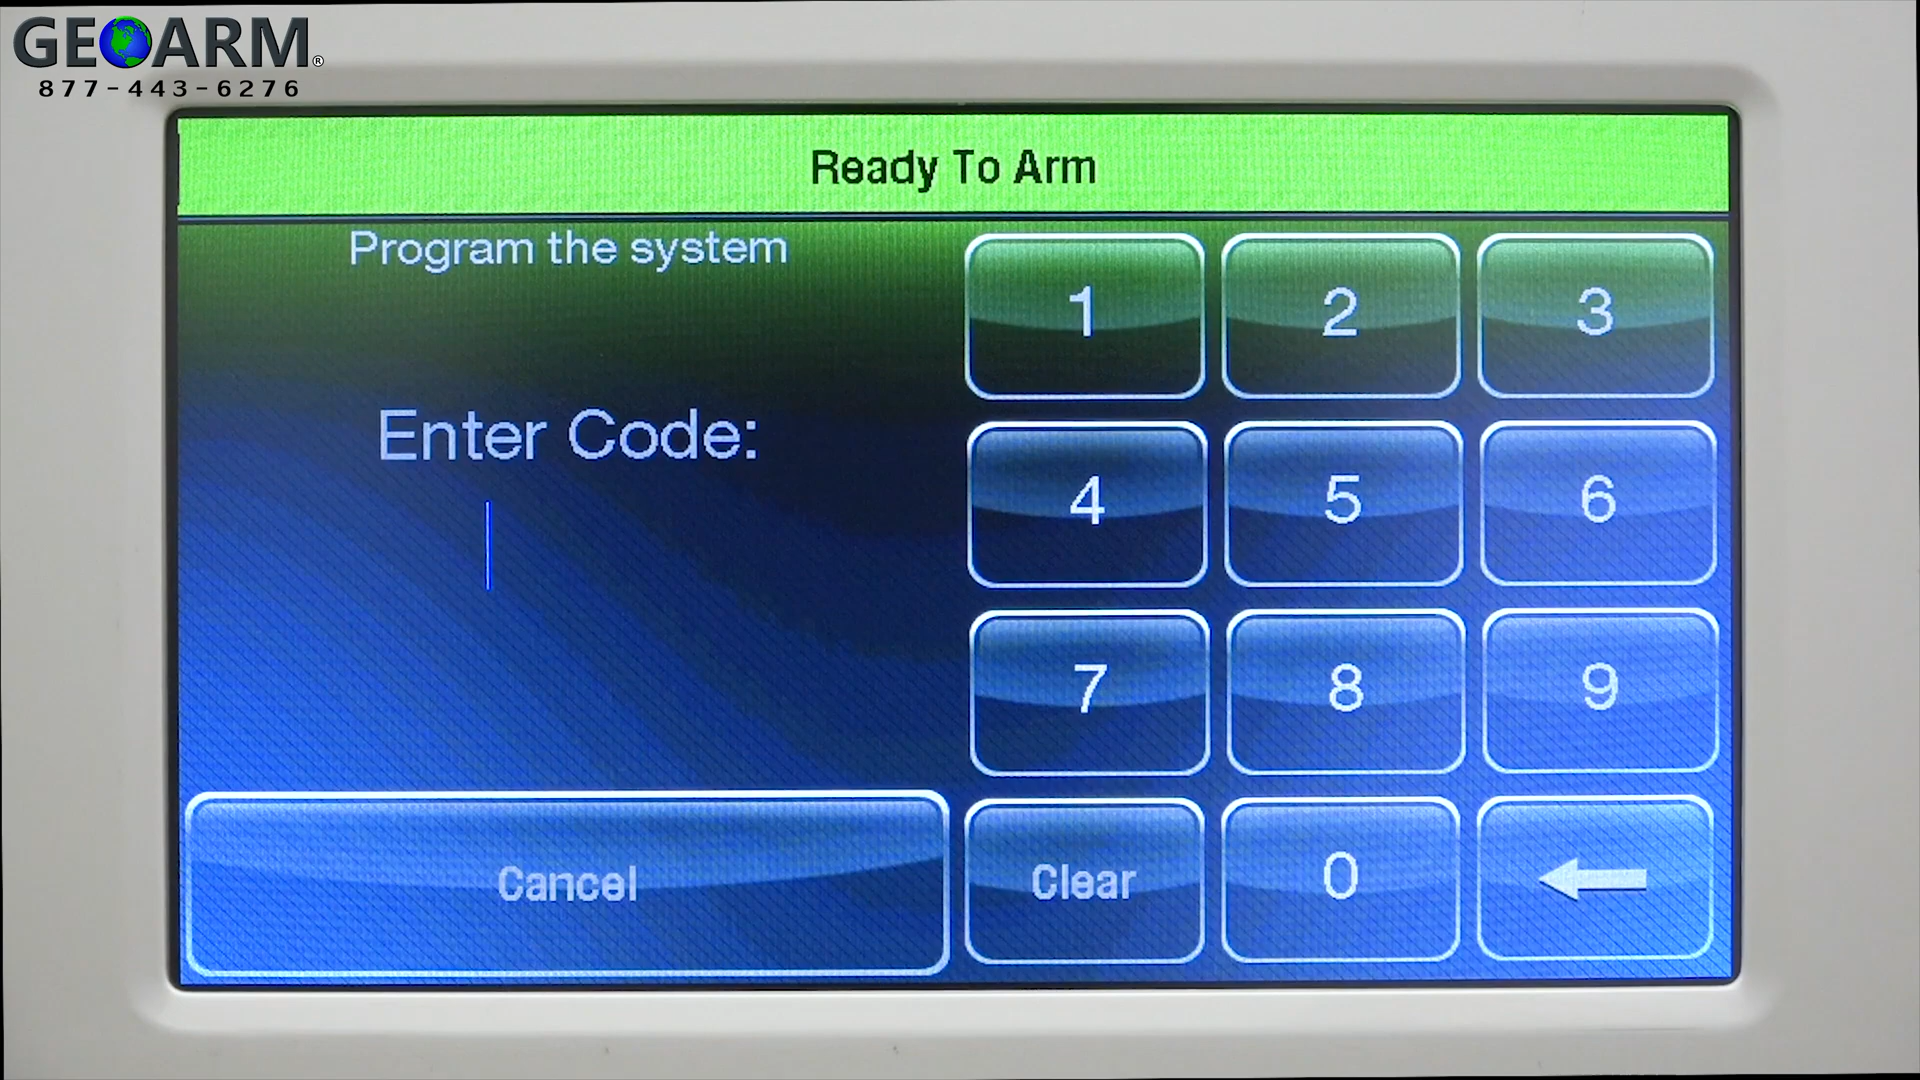 GEOARM®
877-443-6276
Ready To Arm
Program the system
Enter Code:
1 2 3
4 5 6
7 8 9
Cancel Clear 0